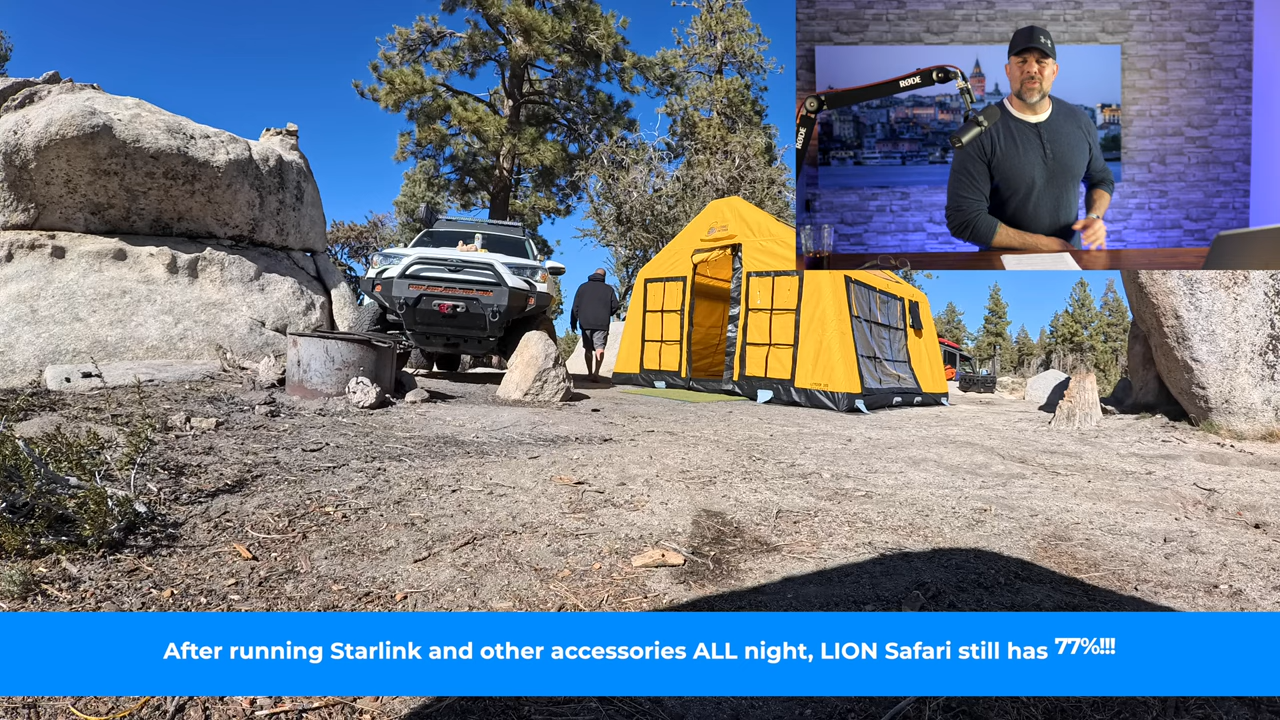 RØDE
RØDE
After running Starlink and other accessories ALL night, LION Safari still has 77%!!!